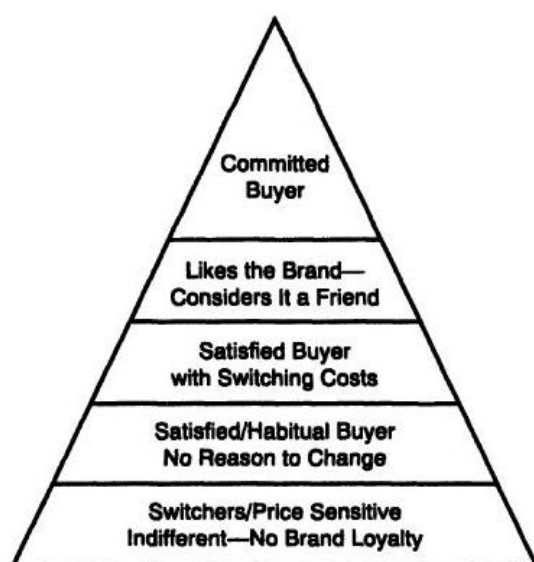 Committed
Buyer
Likes the Brand—
Considers It a Friend
Satisfied Buyer
with Switching Costs
Satisfied/Habitual Buyer
No Reason to Change
Switchers/Price Sensitive
Indifferent—No Brand Loyalty